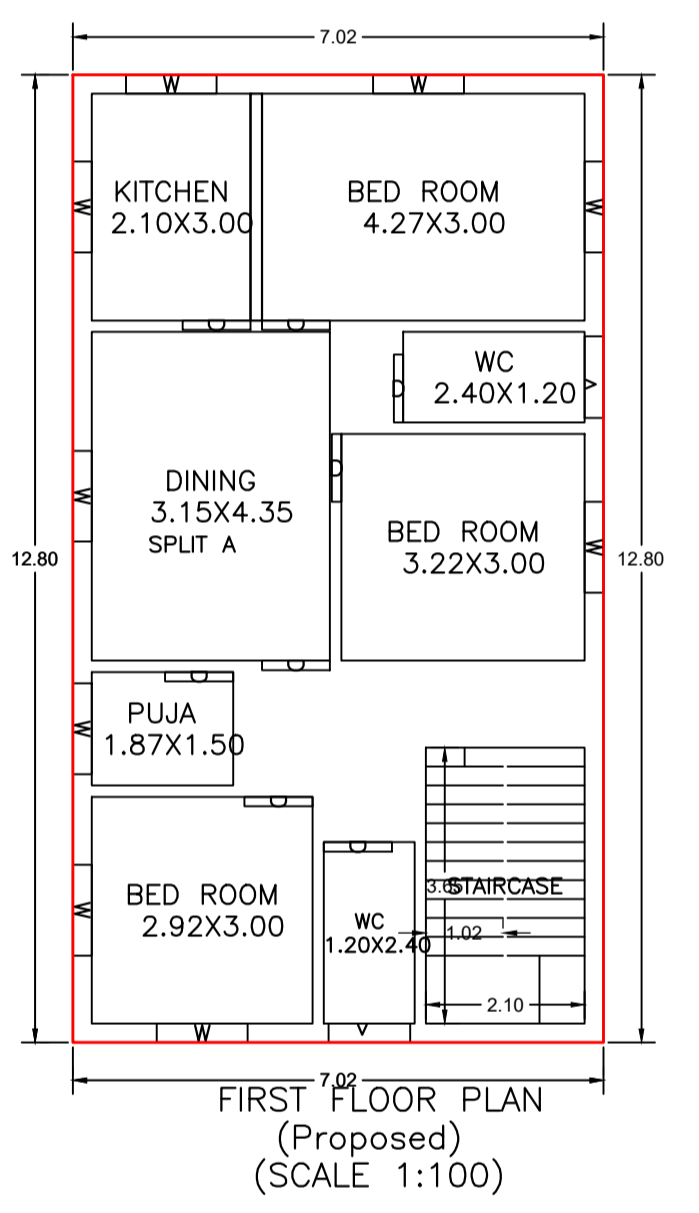 7.02
W
W
KITCHEN
2.10X3.00
BED ROOM
4.27X3.00
W
W
D
D
WC
2.40X1.20
V
D
D
DINING
3.15X4.35
SPLIT A
W
BED ROOM
3.22X3.00
W
12.80
12.80
D
D
PUJA
1.87X1.50
W
D
BED ROOM
2.92X3.00
W
D
WC
1.20X2.40
3.65
STAIRCASE
1.02
2.10
W
V
7.02
FIRST FLOOR PLAN
(Proposed)
(SCALE 1:100)